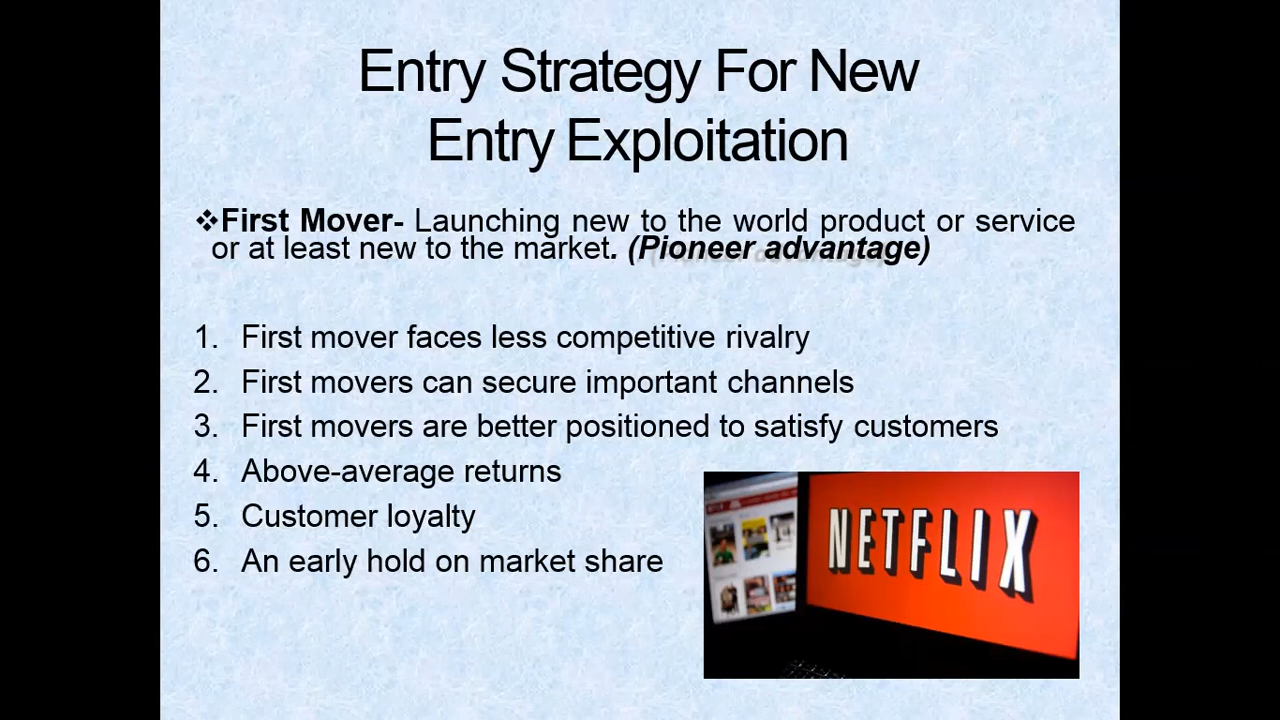 Entry Strategy For New
Entry Exploitation
❖First Mover- Launching new to the world product or service
or at least new to the market. (Pioneer advantage)
1. First mover faces less competitive rivalry
2. First movers can secure important channels
3. First movers are better positioned to satisfy customers
4. Above-average returns
5. Customer loyalty
6. An early hold on market share
NETFLIX